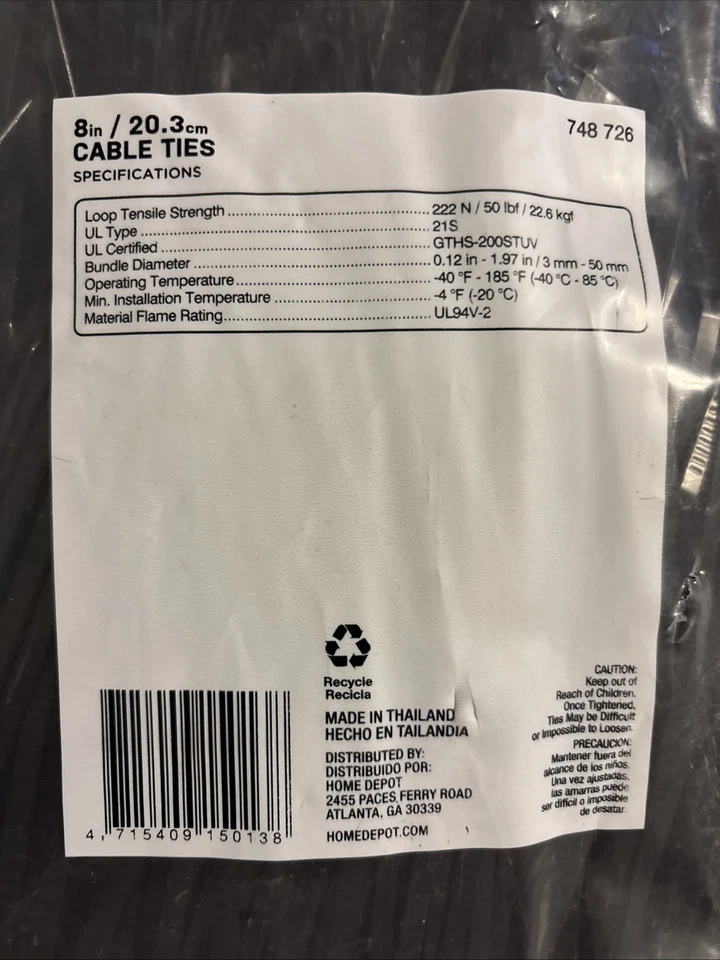 8in / 20.3cm
CABLE TIES
SPECIFICATIONS
748 726
Loop Tensile Strength ................................ 222 N / 50 lbf / 22.6 kgf
UL Type ................................ 21S
UL Certified ................................ GTHS-200STUV
Bundle Diameter ................................ 0.12 in - 1.97 in / 3 mm - 50 mm
Operating Temperature ................................ -40 °F - 185 °F (-40 °C - 85 °C)
Min. Installation Temperature ................................ -4 °F (-20 °C)
Material Flame Rating ................................ UL94V-2
Recycle
Recicla
MADE IN THAILAND
HECHO EN TAILANDIA
DISTRIBUTED BY:
DISTRIBUIDO POR:
HOME DEPOT
2455 PACES FERRY ROAD
ATLANTA, GA 30339
HOMEDEPOT.COM
4 715409 150138
CAUTION:
Keep out of
Reach of Children.
Once Tightened,
Ties May be Difficult
or Impossible to Loosen.
PRECAUCIÓN:
Mantener fuera del
alcance de los niños.
Una vez ajustadas,
las amarras puede
ser difícil o imposible
de desatar.